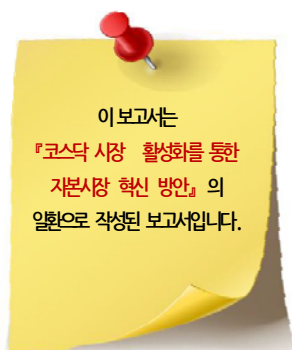 이 보고서는
『코스닥 시장 활성화를 통한
자본시장 혁신 방안』의
일환으로 작성된 보고서입니다.